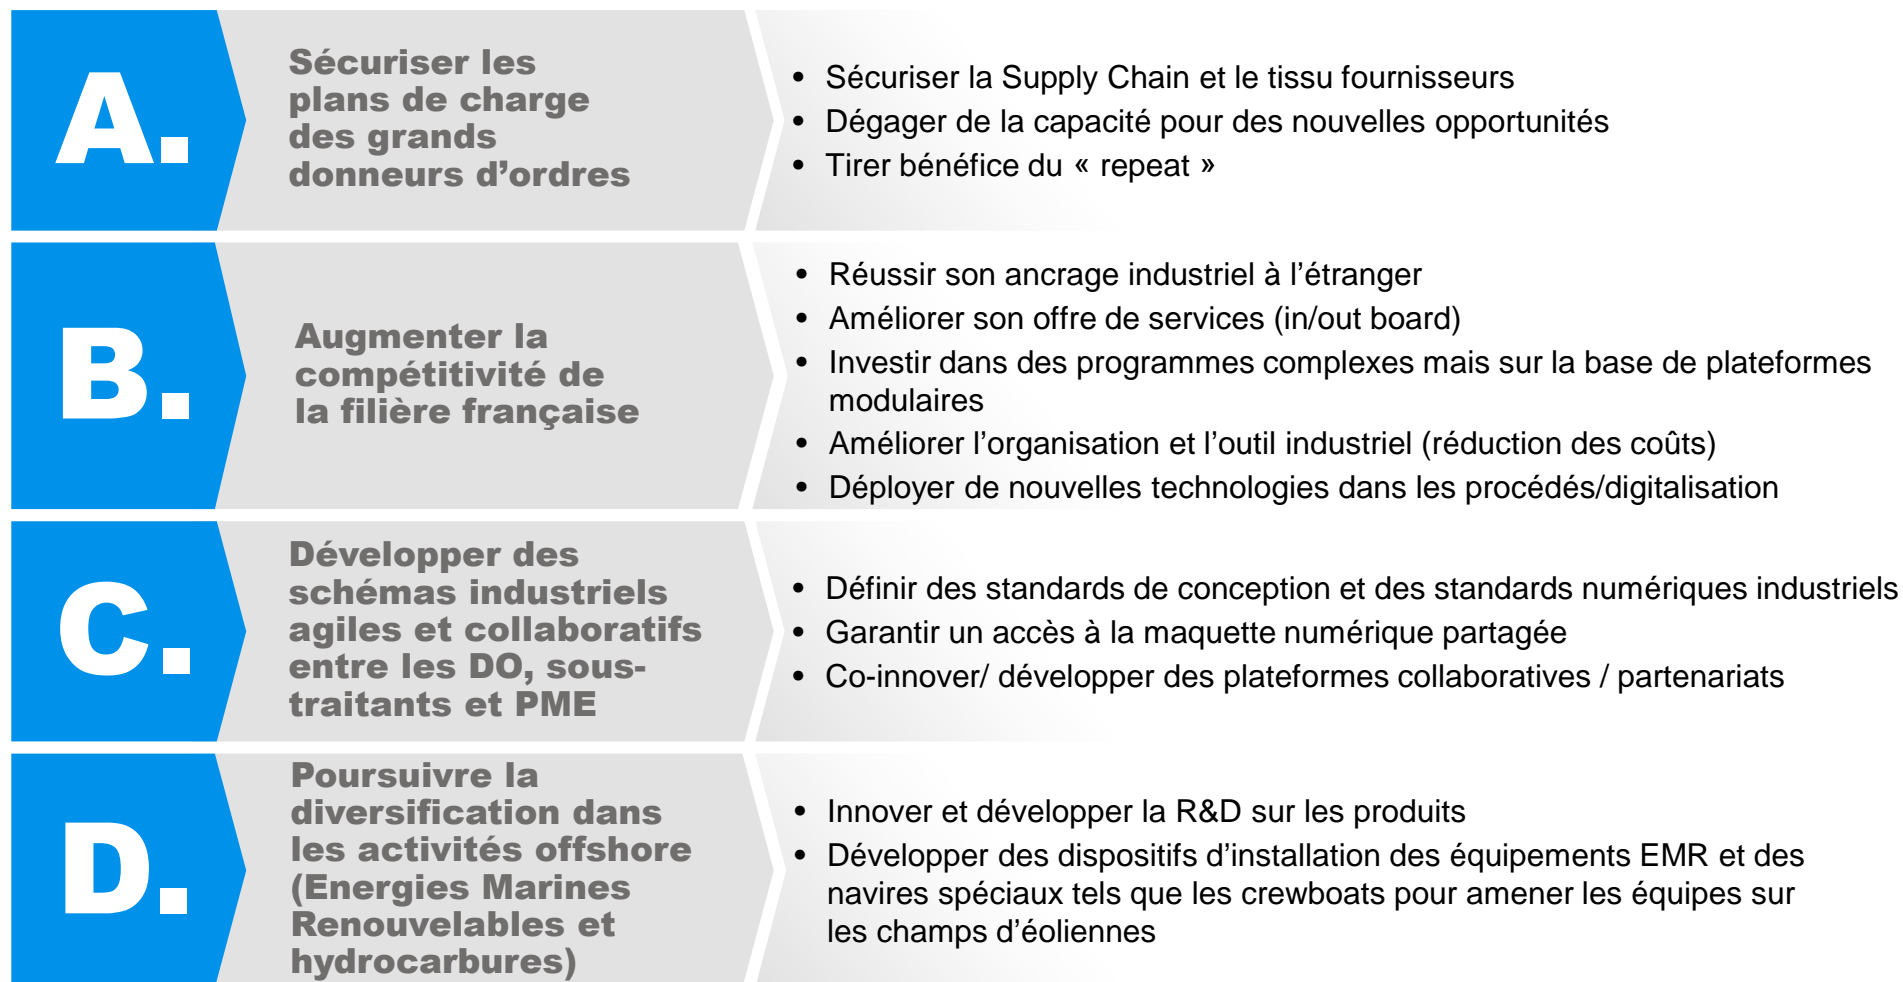 A.
Sécuriser les
plans de charge
des grands
donneurs d’ordres
• Sécuriser la Supply Chain et le tissu fournisseurs
• Dégager de la capacité pour des nouvelles opportunités
• Tirer bénéfice du « repeat »
B.
Augmenter la
compétitivité de
la filière française
• Réussir son ancrage industriel à l’étranger
• Améliorer son offre de services (in/out board)
• Investir dans des programmes complexes mais sur la base de plateformes
modulaires
• Améliorer l’organisation et l’outil industriel (réduction des coûts)
• Déployer de nouvelles technologies dans les procédés/digitalisation
C.
Développer des
schémas industriels
agiles et collaboratifs
entre les DO, sous-
traitants et PME
• Définir des standards de conception et des standards numériques industriels
• Garantir un accès à la maquette numérique partagée
• Co-innover/ développer des plateformes collaboratives / partenariats
D.
Poursuivre la
diversification dans
les activités offshore
(Energies Marines
Renouvelables et
hydrocarbures)
• Innover et développer la R&D sur les produits
• Développer des dispositifs d’installation des équipements EMR et des
navires spéciaux tels que les crewboats pour amener les équipes sur
les champs d’éoliennes